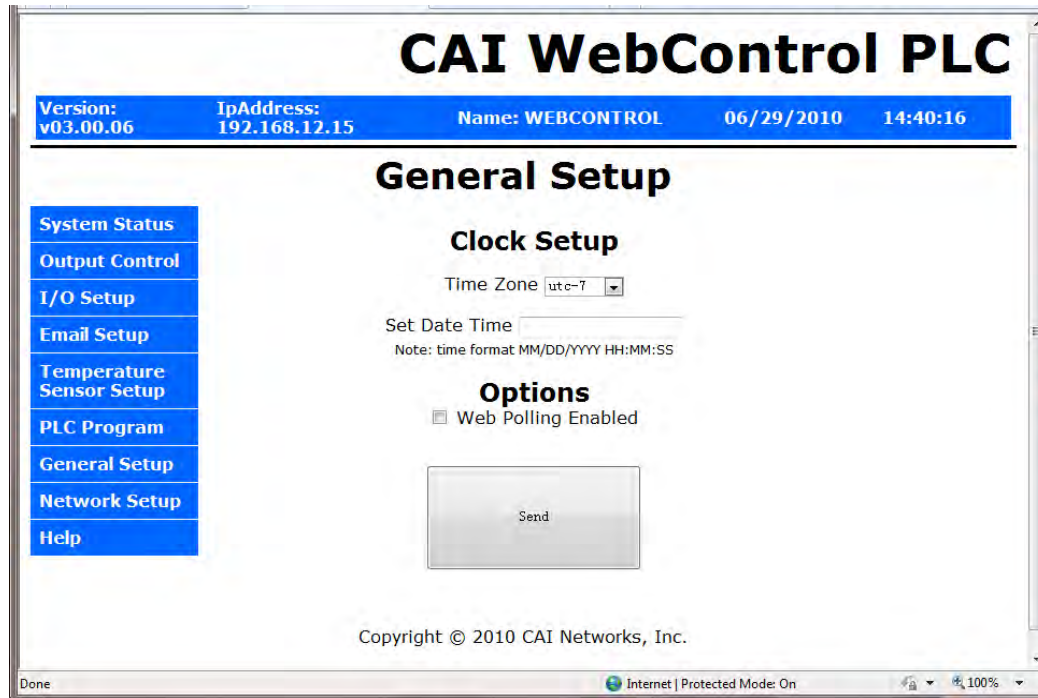 CAI WebControl PLC
Version: v03.00.06
IpAddress: 192.168.12.15
Name: WEBCONTROL
06/29/2010
14:40:16
General Setup
System Status
Output Control
I/O Setup
Email Setup
Temperature
Sensor Setup
PLC Program
General Setup
Network Setup
Help
Clock Setup
Time Zone utc-7
Set Date Time
Note: time format MM/DD/YYYY HH:MM:SS
Options
Web Polling Enabled
Send
Copyright © 2010 CAI Networks, Inc.
Done
Internet | Protected Mode: On
100%